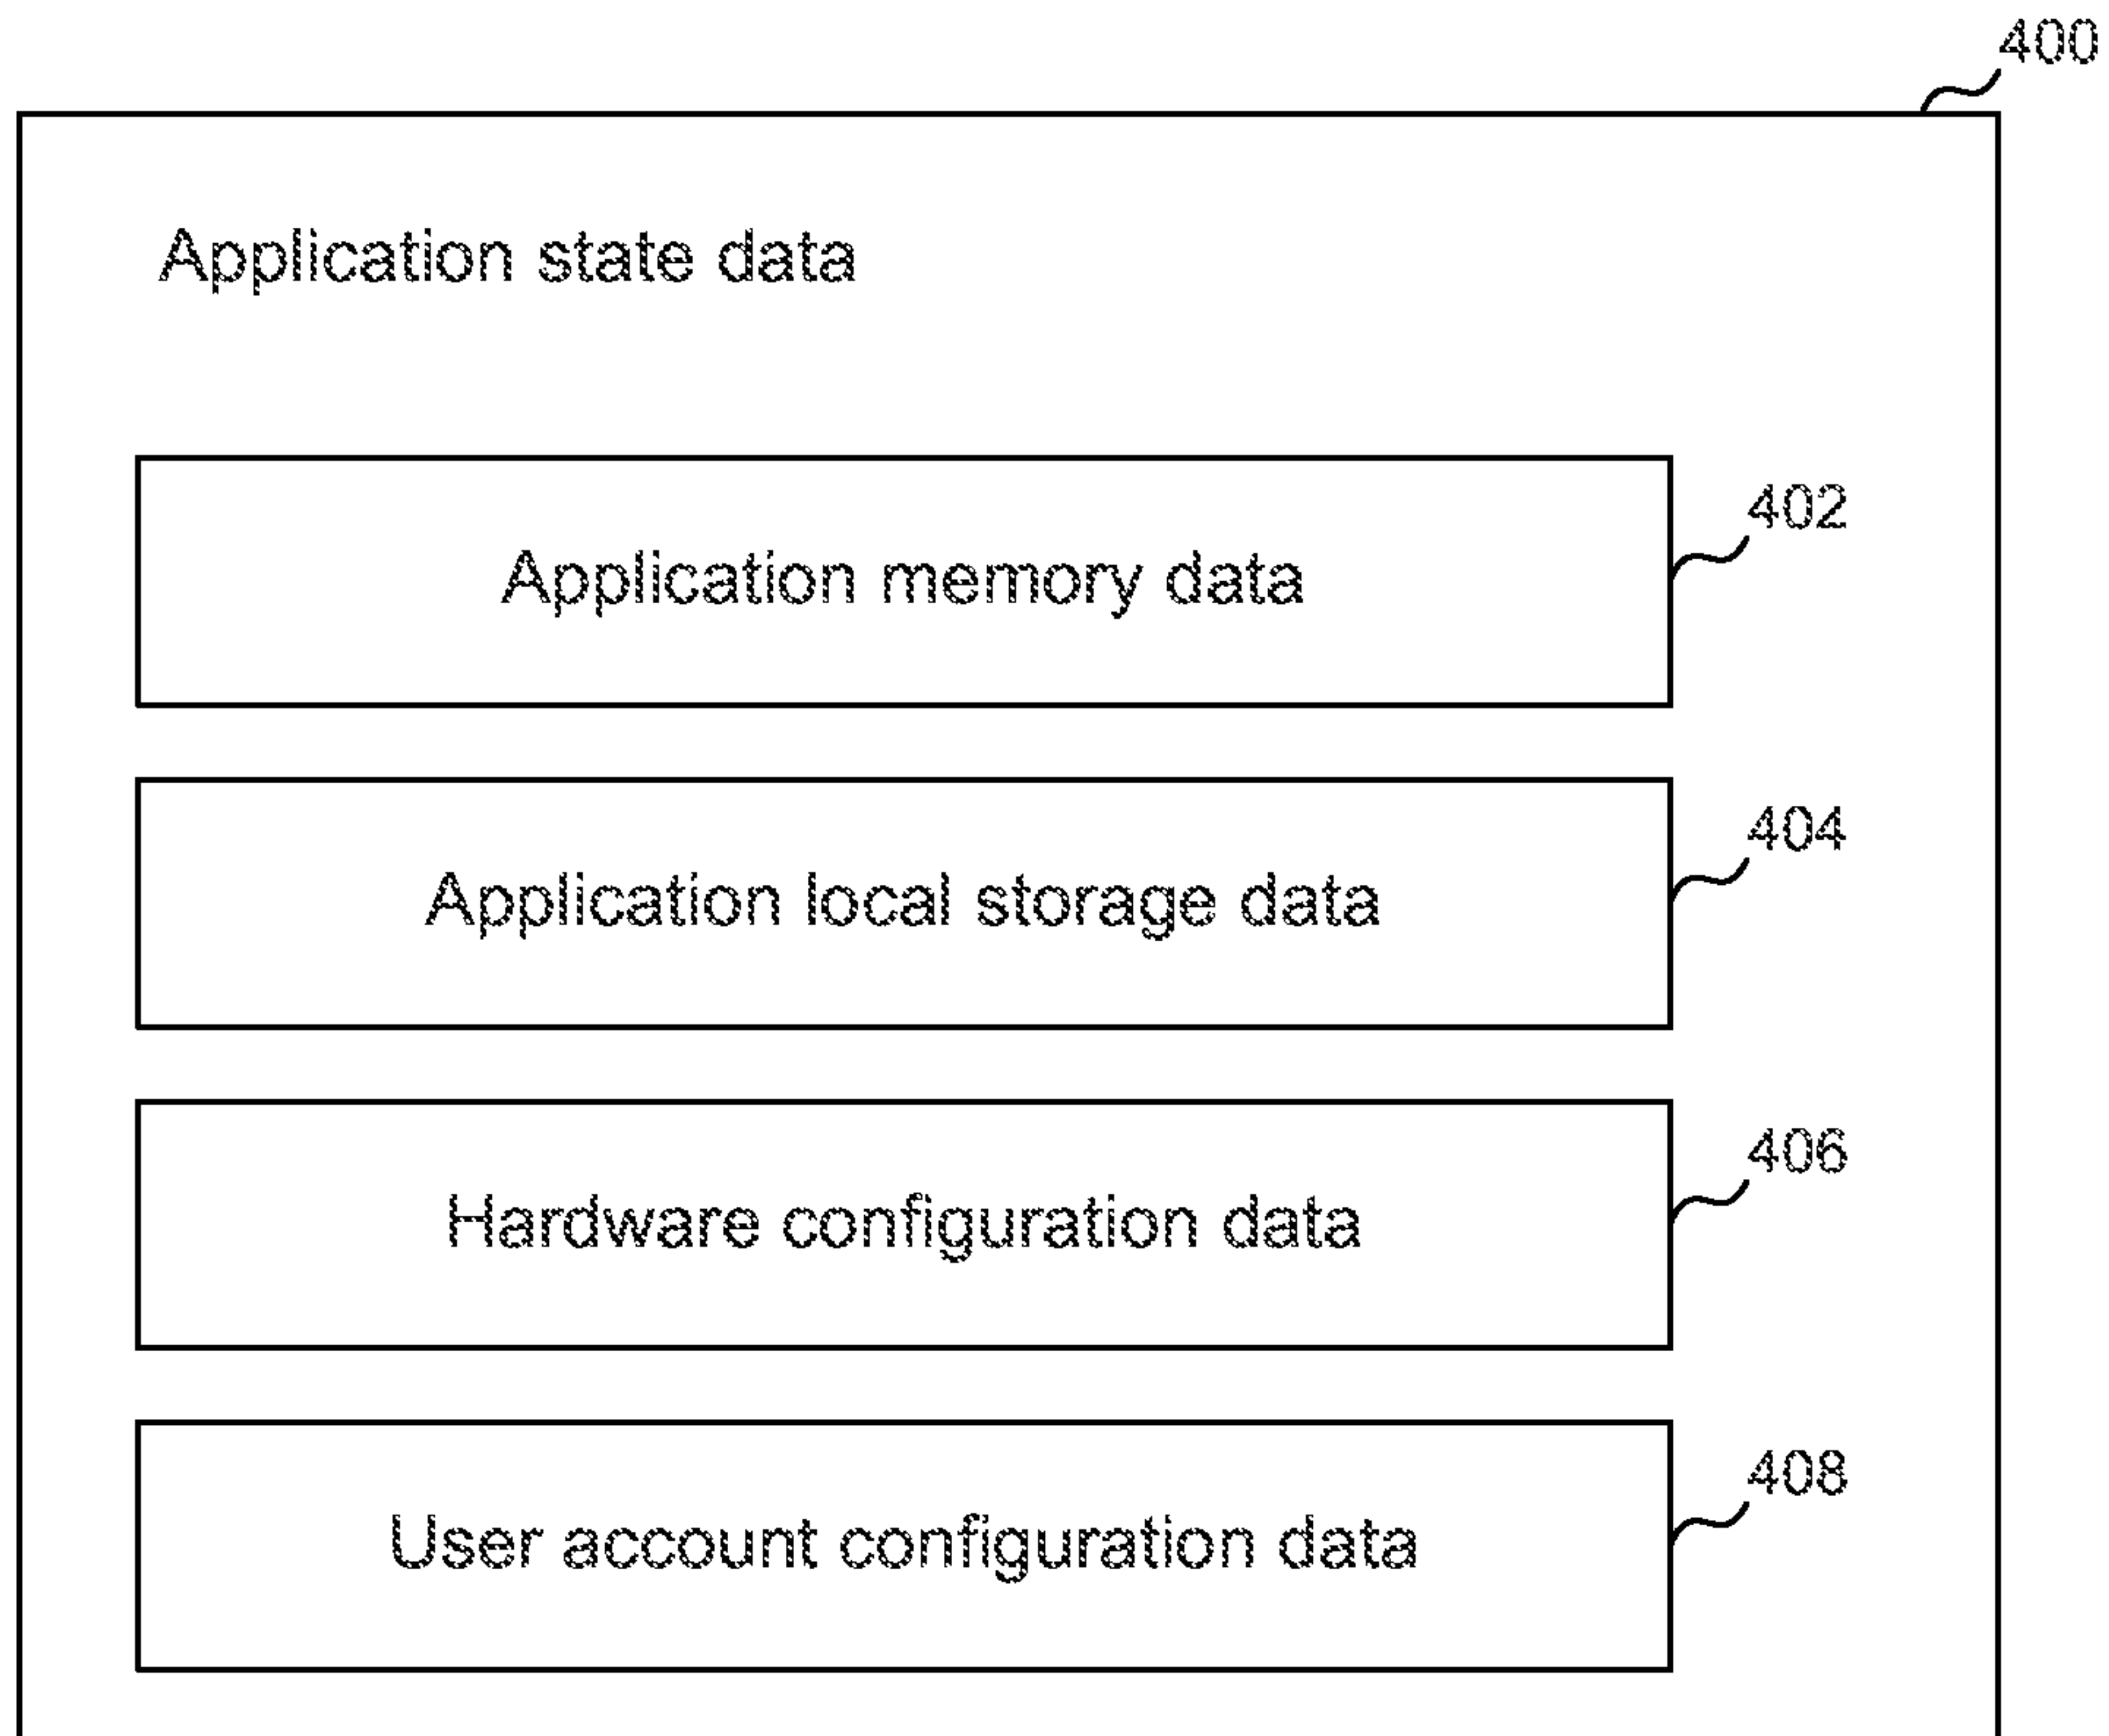 400
Application state data
402
Application memory data
404
Application local storage data
406
Hardware configuration data
408
User account configuration data